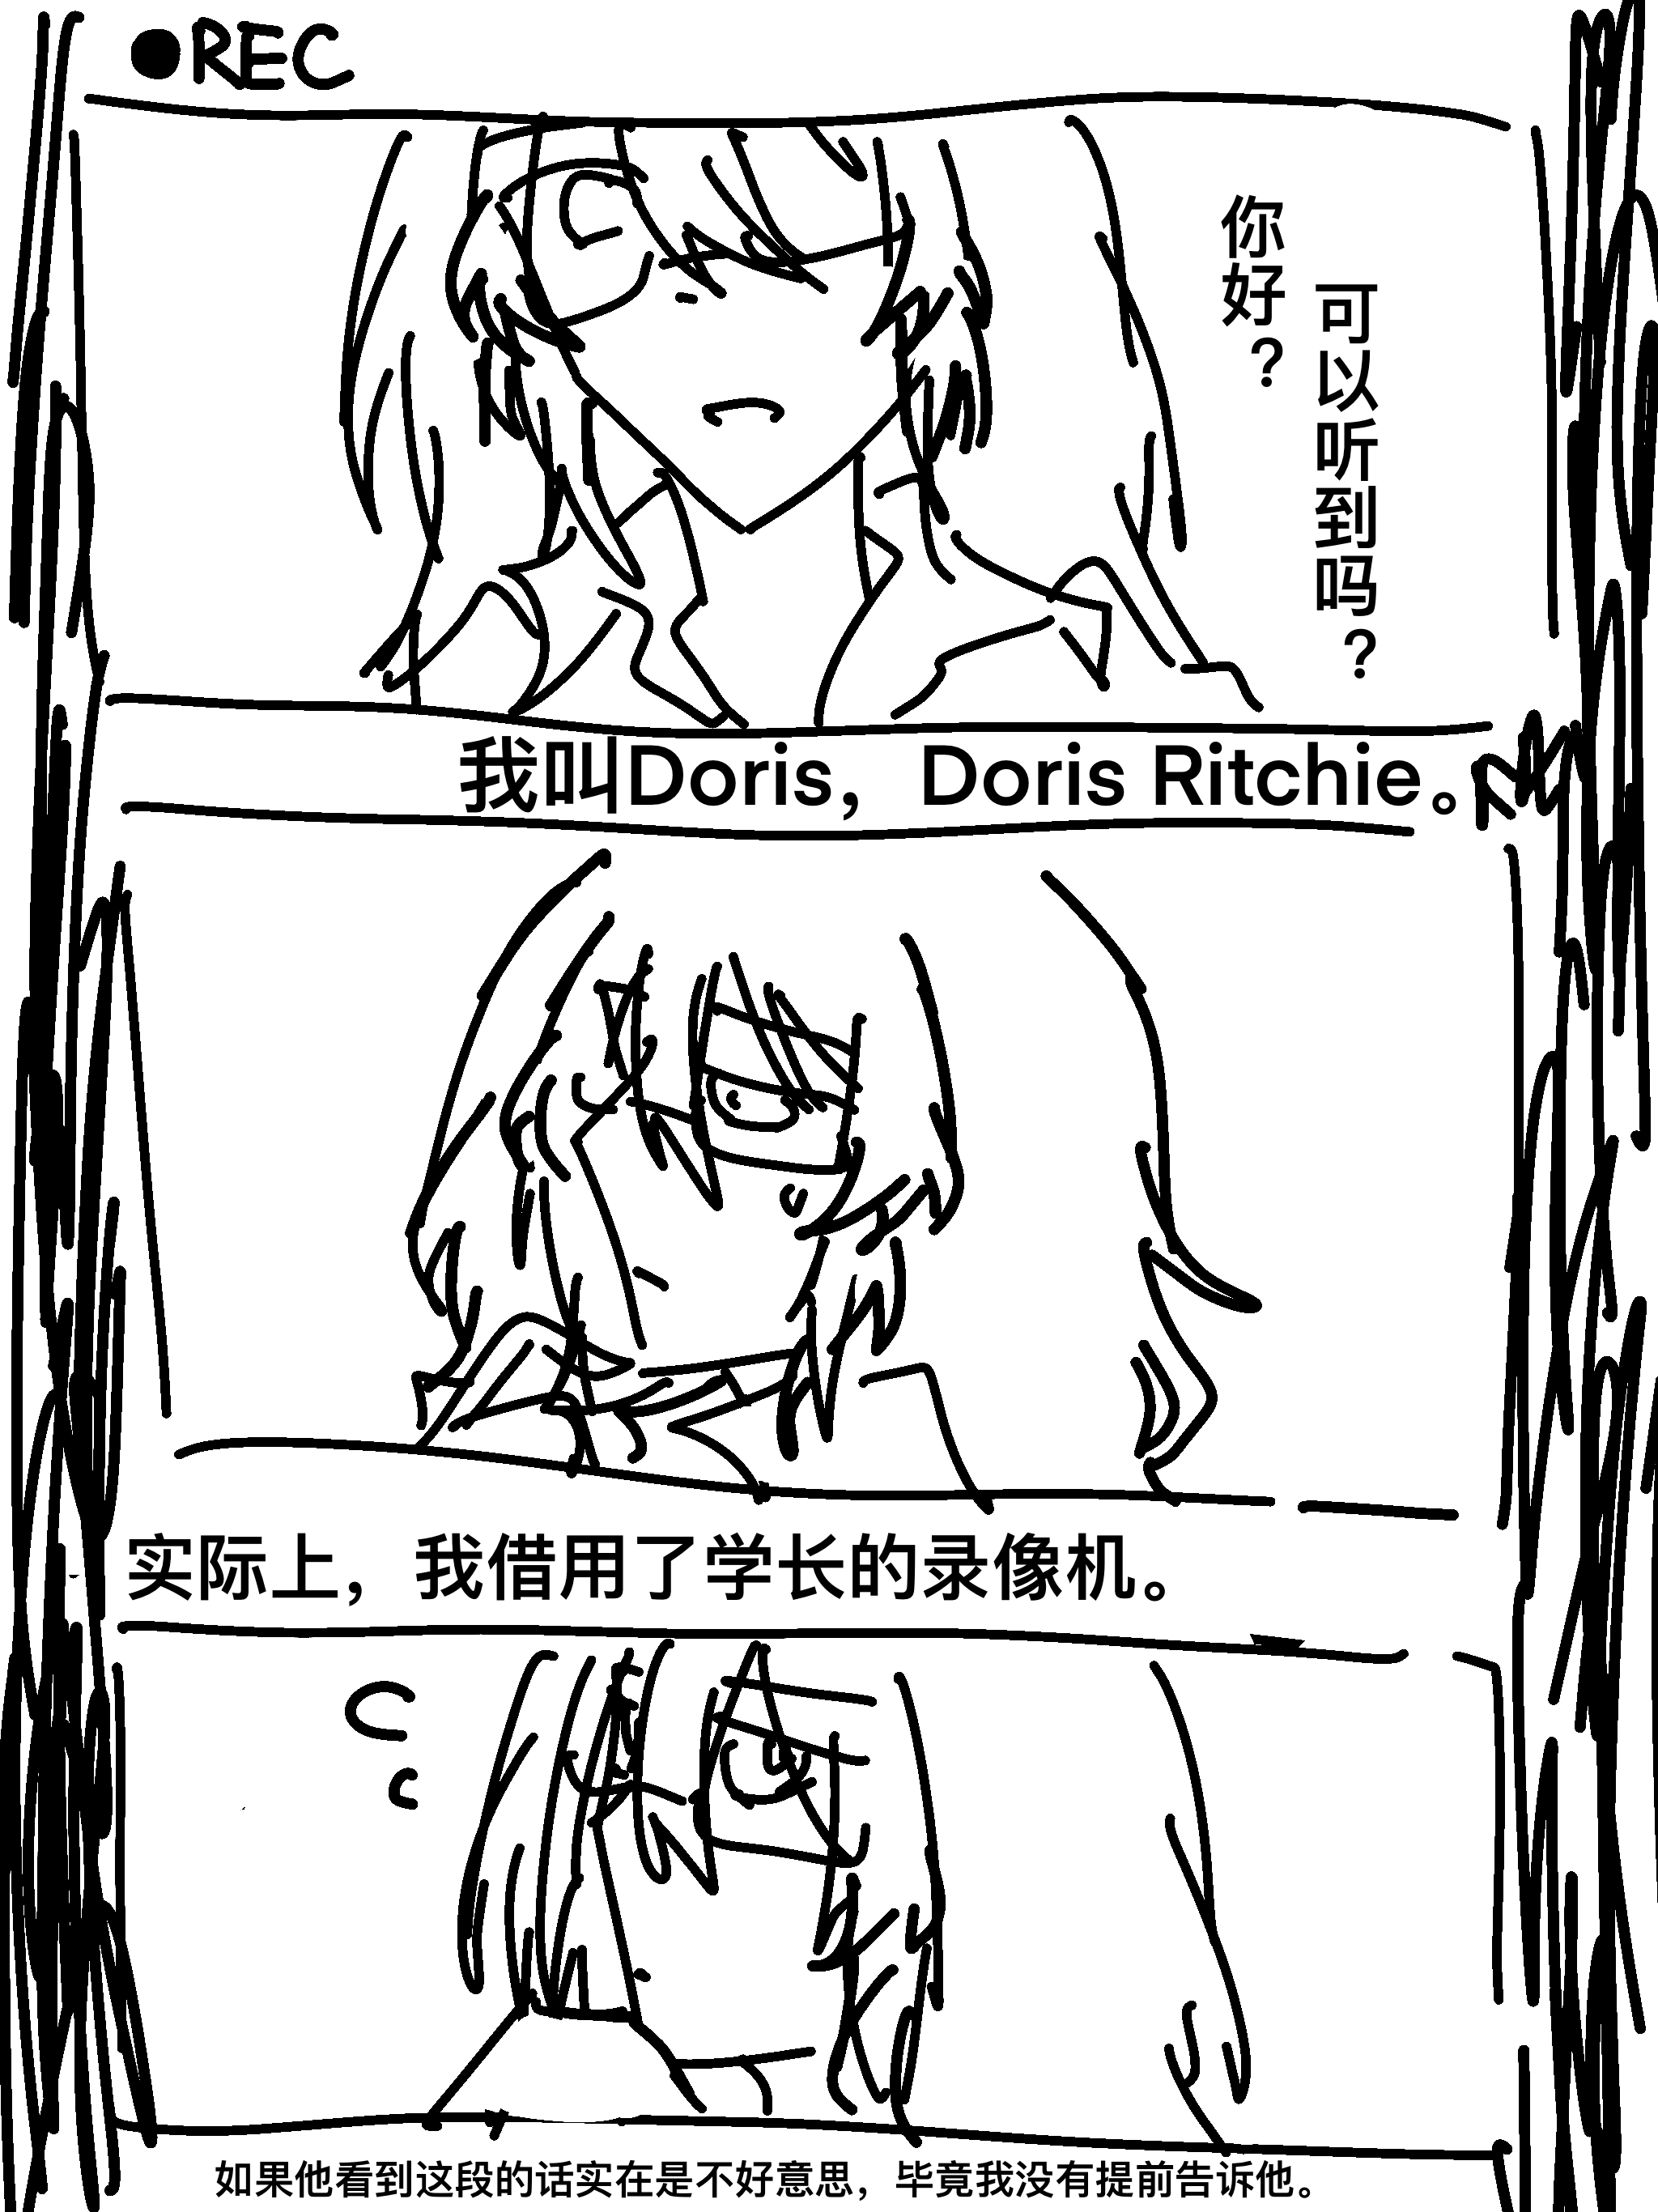 REC
你好？
可以听到吗？
我叫Doris，Doris Ritchie。
实际上，我借用了学长的录像机。
如果他看到这段的话实在是不好意思，毕竟我没有提前告诉他。